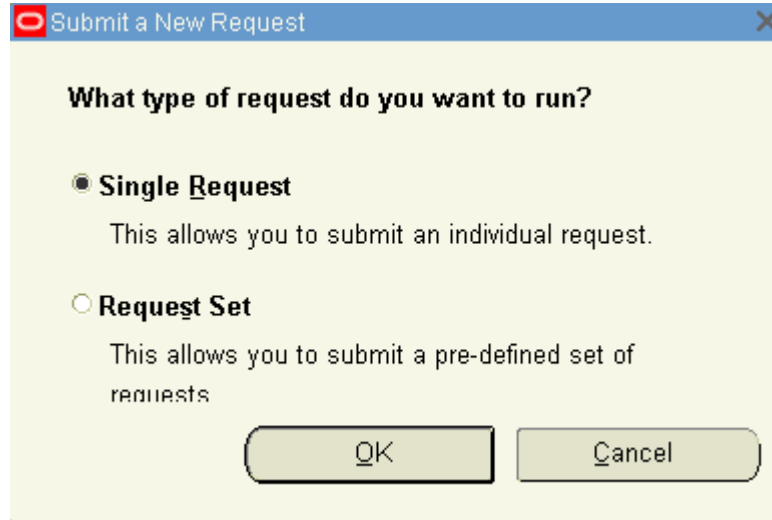 Submit a New Request
What type of request do you want to run?
Single Request
This allows you to submit an individual request.
Request Set
This allows you to submit a pre-defined set of
requests
OK
Cancel